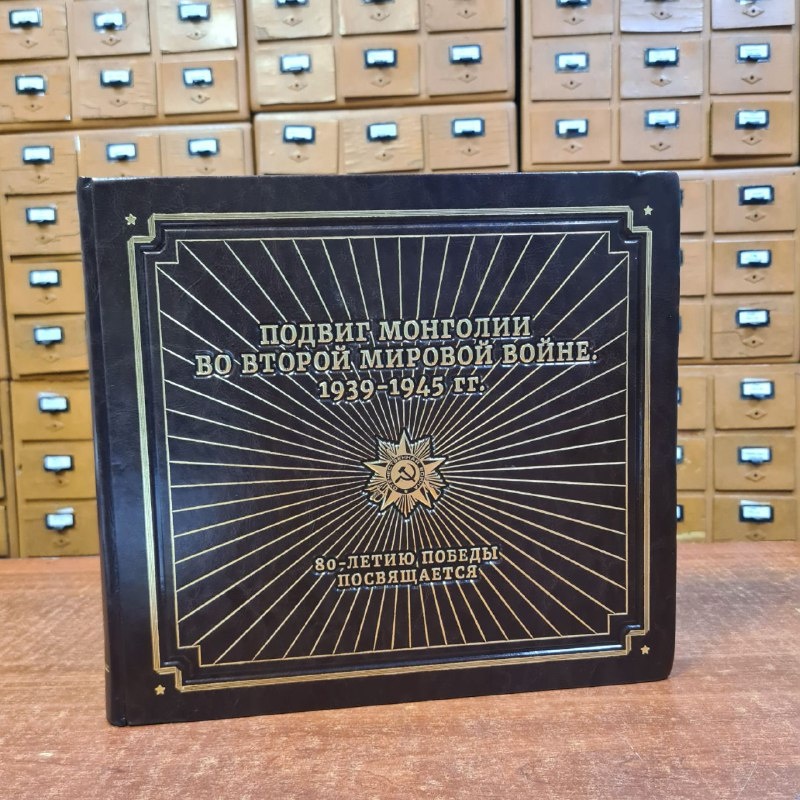 ПОДВИГ МОНГОЛИИ
ВО ВТОРОЙ МИРОВОЙ ВОЙНЕ.
1939-1945 гг.
80-ЛЕТИЮ ПОБЕДЫ
ПОСВЯЩАЕТСЯ